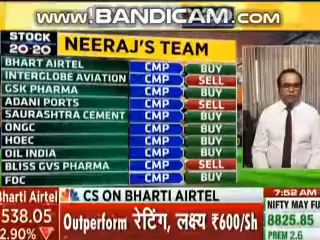 www.BANDICAM.com
STOCK
20-20
NEERAJ'S TEAM
BHART AIRTEL CMP BUY
INTERGLOBE AVIATION CMP SELL
GSK PHARMA CMP BUY
ADANI PORTS CMP SELL
SAURASHTRA CEMENT CMP BUY
ONGC CMP BUY
HOEC CMP BUY
OIL INDIA CMP BUY
BLISS GVS PHARMA CMP SELL
FDC CMP BUY
7:52 AM
Bharti Airtel
CS ON BHARTI AIRTEL
NIFTY MAY FU
538.05
Outperform रेटिंग, लक्ष्य ₹600/Sh
8825.85
2.90%
PREM 2.6